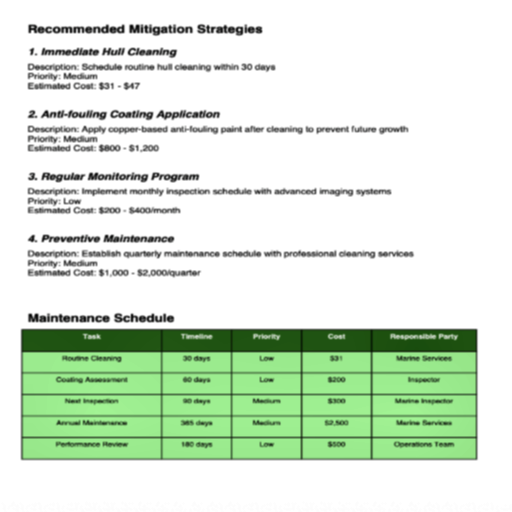 Recommended Mitigation Strategies
1. Immediate Hull Cleaning
Description: Schedule routine hull cleaning within 30 days
Priority: Medium
Estimated Cost: $31 - $47
2. Anti-fouling Coating Application
Description: Apply copper-based anti-fouling paint after cleaning to prevent future growth
Priority: Medium
Estimated Cost: $800 - $1,200
3. Regular Monitoring Program
Description: Implement monthly inspection schedule with advanced imaging systems
Priority: Low
Estimated Cost: $200 - $400/month
4. Preventive Maintenance
Description: Establish quarterly maintenance schedule with professional cleaning services
Priority: Medium
Estimated Cost: $1,000 - $2,000/quarter
Maintenance Schedule
Task Timeline Priority Cost Responsible Party
Routine Cleaning 30 days Low $31 Marine Services
Coating Assessment 60 days Low $200 Inspector
Next Inspection 90 days Medium $300 Marine Inspector
Annual Maintenance 365 days Medium $2,500 Marine Services
Performance Review 180 days Low $500 Operations Team